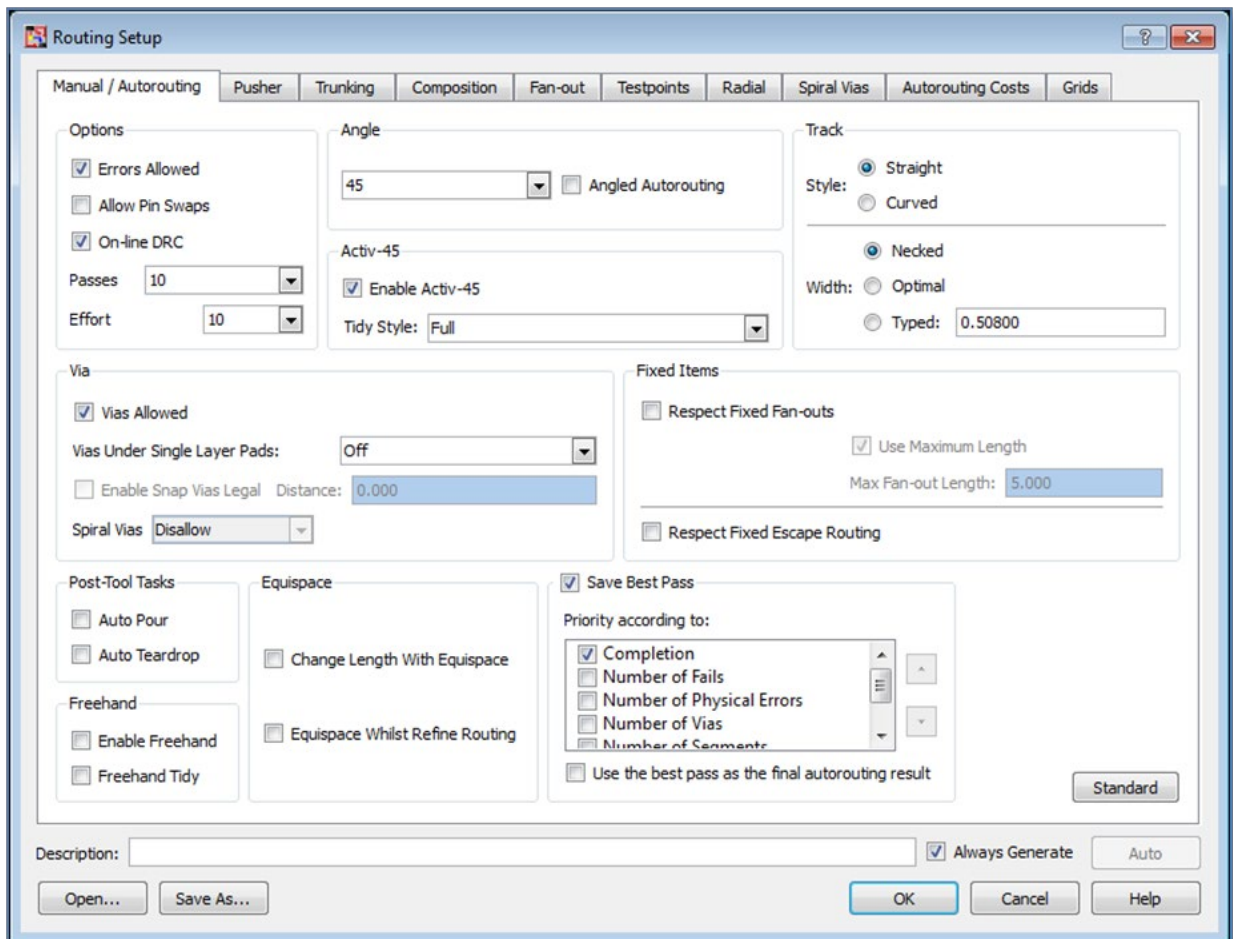 Routing Setup
Manual / Autorouting Pusher Trunking Composition Fan-out Testpoints Radial Spiral Vias Autorouting Costs Grids
Options
Errors Allowed
Allow Pin Swaps
On-line DRC
Passes 10
Effort 10
Angle
45 Angled Autorouting
Activ-45
Enable Activ-45
Tidy Style: Full
Track
Style: Straight
Curved
Width: Necked
Optimal
Typed: 0.50800
Via
Vias Allowed
Vias Under Single Layer Pads: Off
Enable Snap Vias Legal Distance: 0.000
Spiral Vias Disallow
Fixed Items
Respect Fixed Fan-outs
Use Maximum Length
Max Fan-out Length: 5.000
Respect Fixed Escape Routing
Post-Tool Tasks
Auto Pour
Auto Teardrop
Freehand
Enable Freehand
Freehand Tidy
Equispace
Change Length With Equispace
Equispace Whilst Refine Routing
Save Best Pass
Priority according to:
Completion
Number of Fails
Number of Physical Errors
Number of Vias
Number of Segments
Use the best pass as the final autorouting result
Standard
Description: Always Generate Auto
Open... Save As... OK Cancel Help